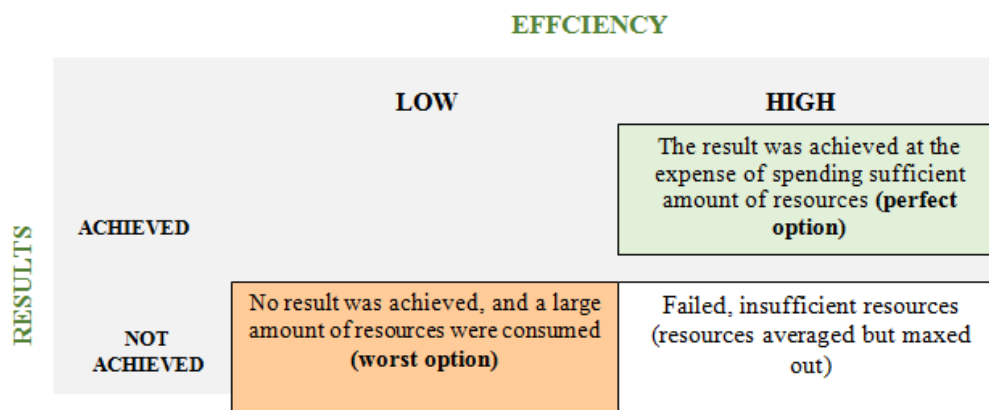 EFFCIENCY
LOW
HIGH
RESULTS
ACHIEVED
The result was achieved at the
expense of spending sufficient
amount of resources (perfect
option)
NOT
ACHIEVED
No result was achieved, and a large
amount of resources were consumed
(worst option)
Failed, insufficient resources
(resources averaged but maxed
out)